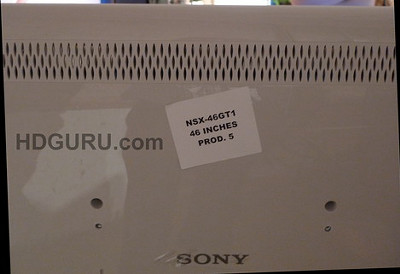 NSX-46GT1
46 INCHES
PROD. 5
HDGURU.com
SONY